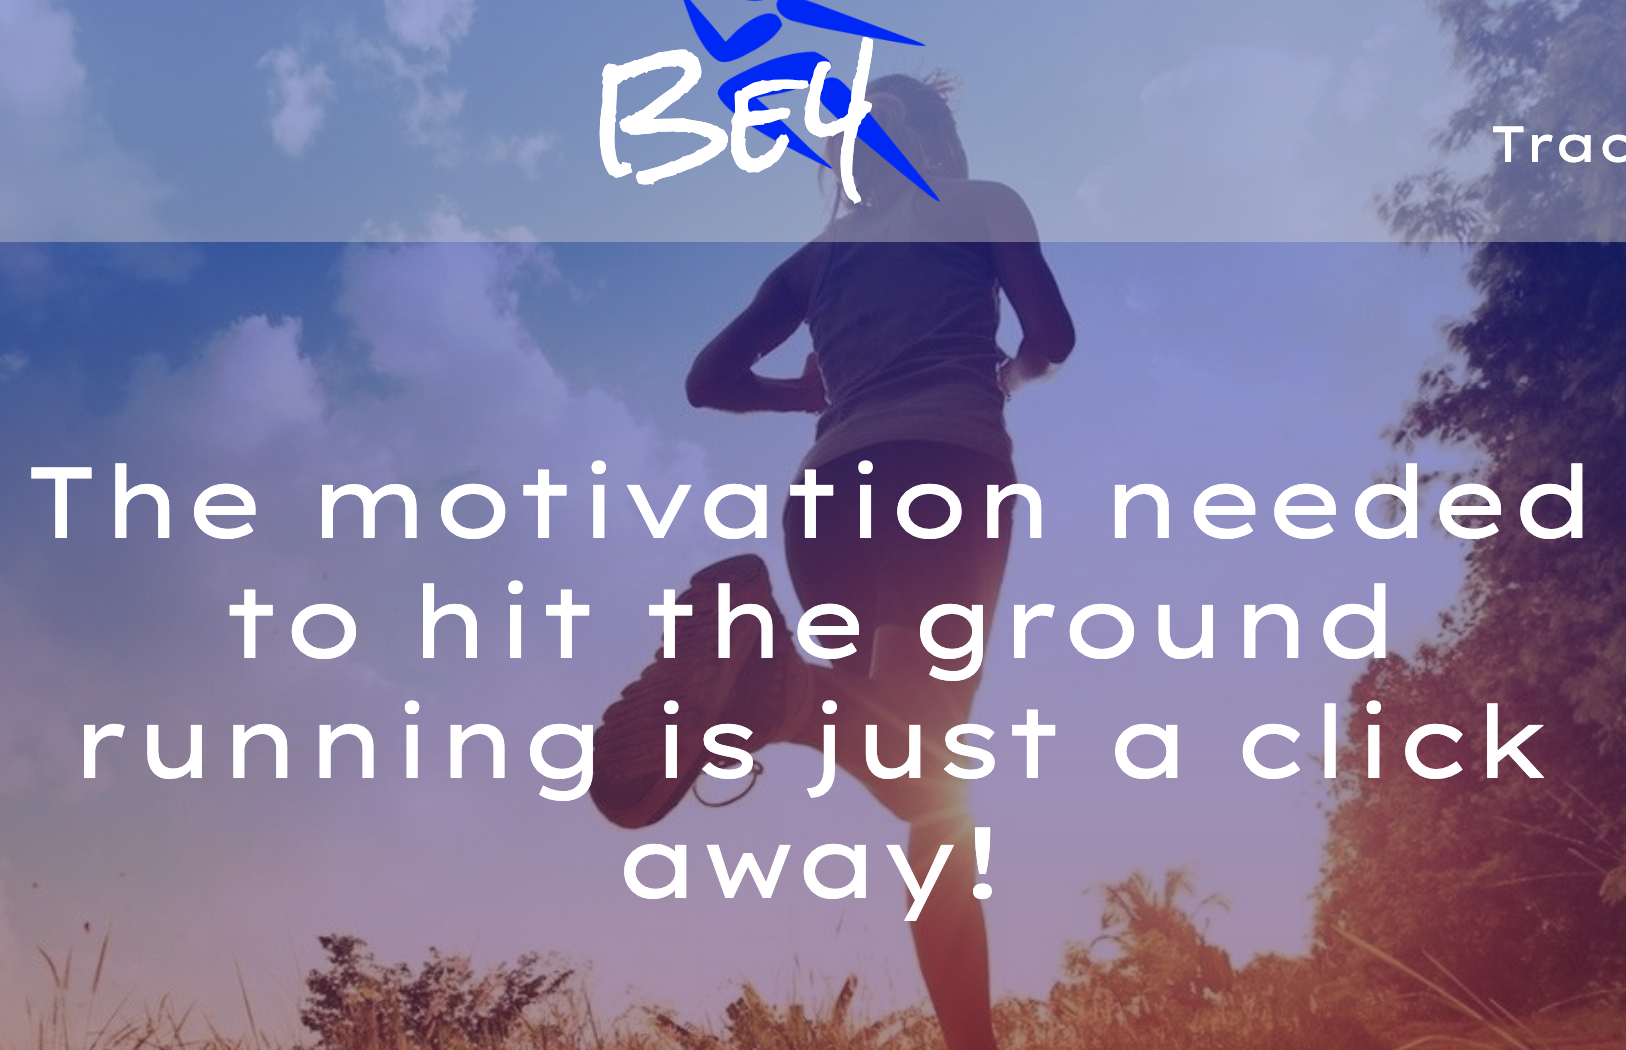 BE4
Trac
The motivation needed
to hit the ground
running is just a click
away!